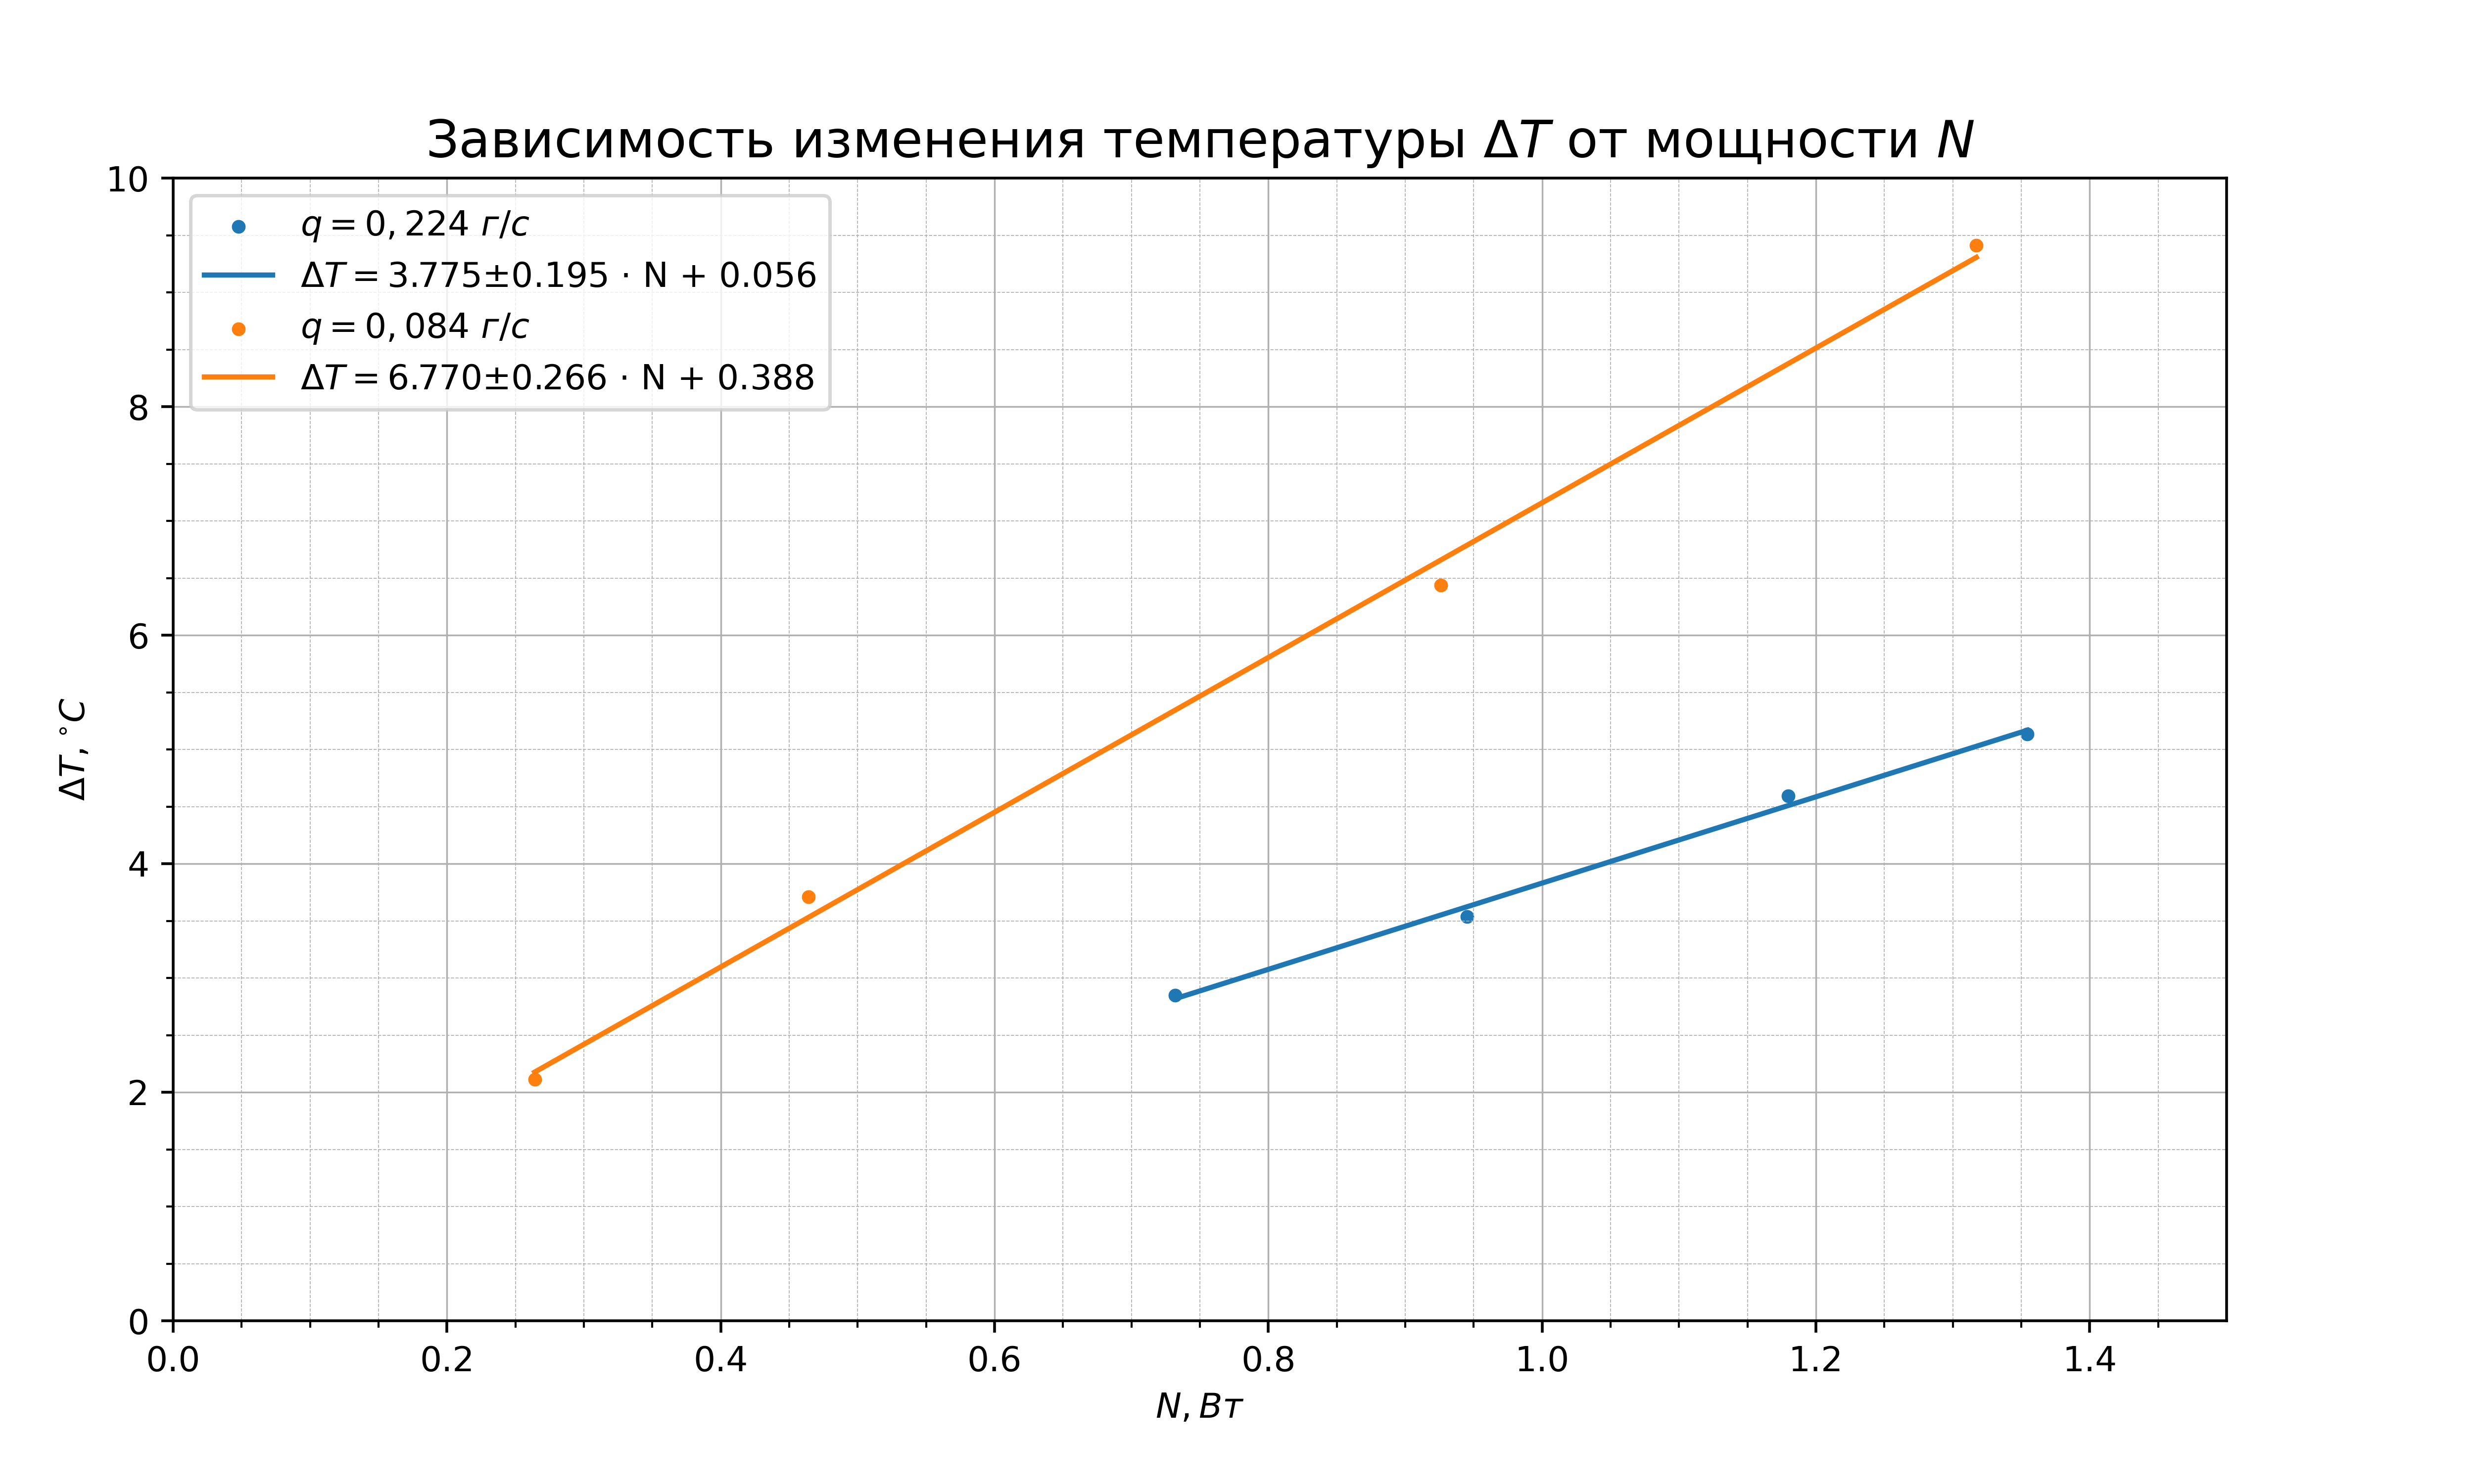 Зависимость изменения температуры ΔT от мощности N
q = 0, 224 г/с
ΔT = 3.775±0.195 · N + 0.056
q = 0, 084 г/с
ΔT = 6.770±0.266 · N + 0.388
10
8
6
4
2
0
ΔT, °C
0.0 0.2 0.4 0.6 0.8 1.0 1.2 1.4
N, Вт